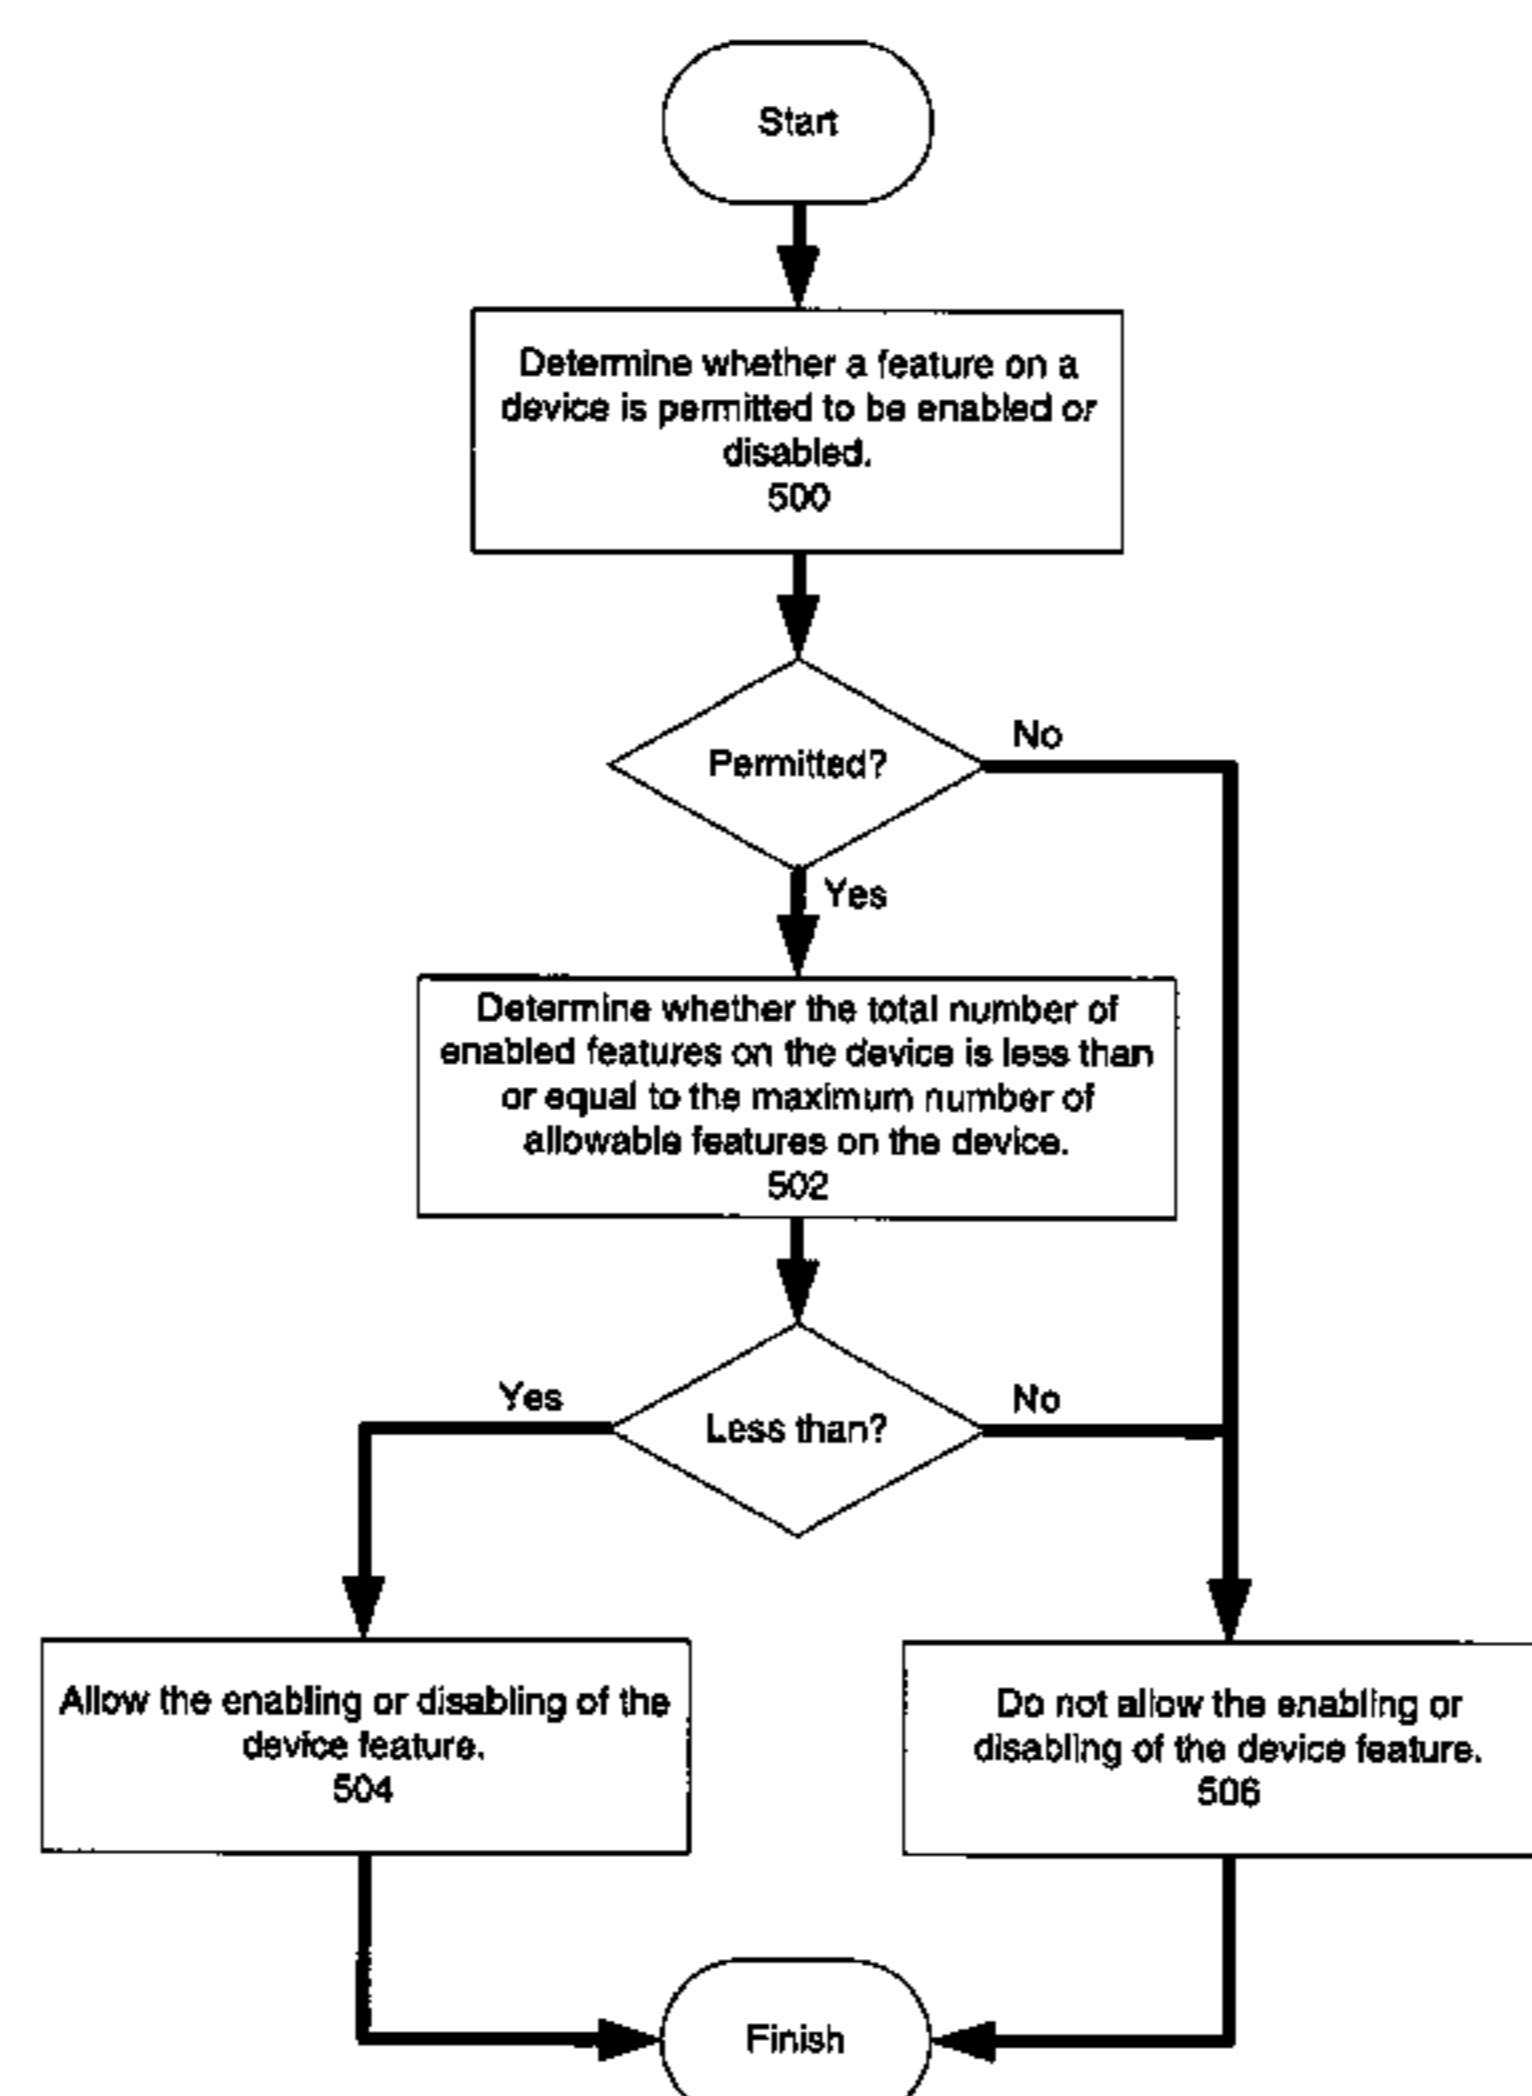 Start
Determine whether a feature on a
device is permitted to be enabled or
disabled.
500
Permitted?
No
Yes
Determine whether the total number of
enabled features on the device is less than
or equal to the maximum number of
allowable features on the device.
502
Yes
Less than?
No
Allow the enabling or disabling of the
device feature.
504
Do not allow the enabling or
disabling of the device feature.
506
Finish